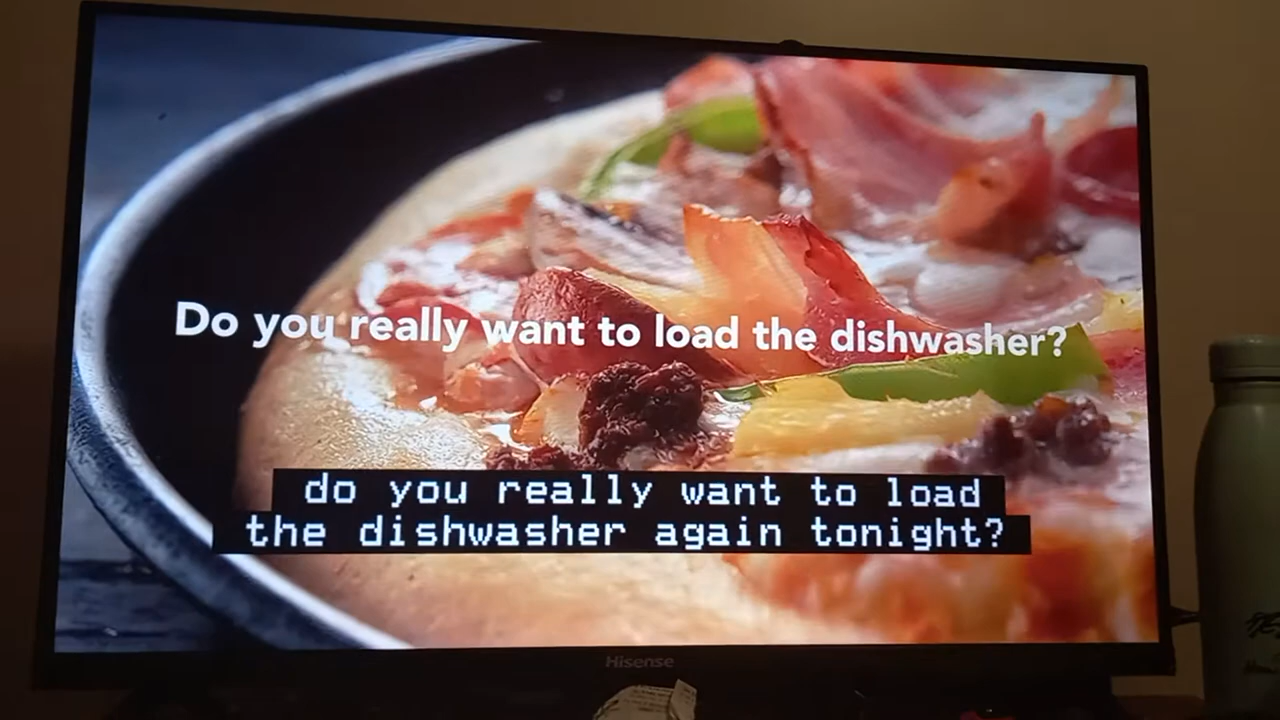 Do you really want to load the dishwasher?
do you really want to load
the dishwasher again tonight?
Hisense